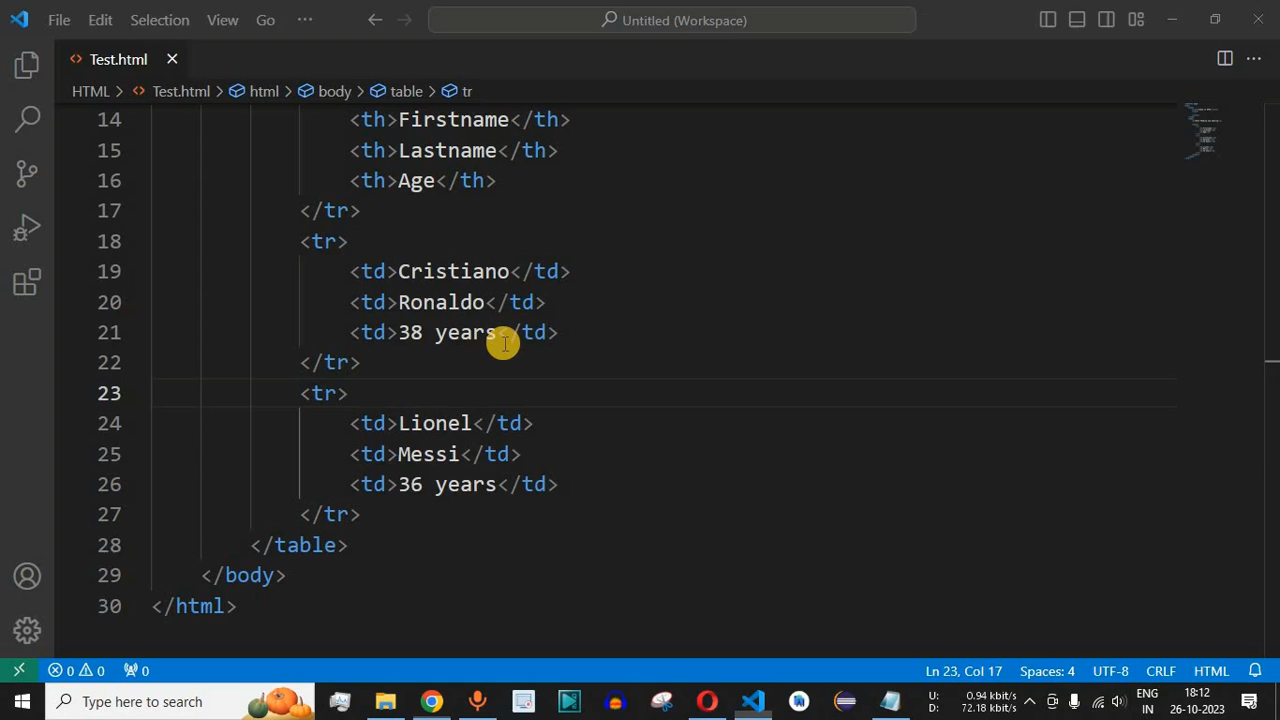 File Edit Selection View Go ··· Untitled (Workspace)
Test.html
HTML > Test.html > html > body > table > tr
14 <th>Firstname</th>
15 <th>Lastname</th>
16 <th>Age</th>
17 </tr>
18 <tr>
19 <td>Cristiano</td>
20 <td>Ronaldo</td>
21 <td>38 years</td>
22 </tr>
23 <tr>
24 <td>Lionel</td>
25 <td>Messi</td>
26 <td>36 years</td>
27 </tr>
28 </table>
29 </body>
30 </html>
0 0 0 Ln 23, Col 17 Spaces: 4 UTF-8 CRLF HTML
Type here to search
U: 0.94 kbit/s
D: 72.18 kbit/s
ENG
IN
18:12
26-10-2023